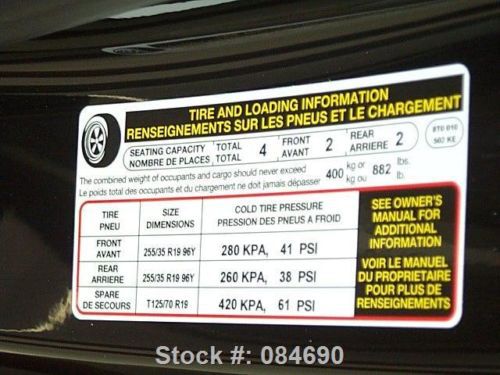 TIRE AND LOADING INFORMATION
RENSEIGNEMENTS SUR LES PNEUS ET LE CHARGEMENT
SEATING CAPACITY TOTAL 4 FRONT 2 REAR 2
NOMBRE DE PLACES TOTAL AVANT ARRIERE
8T0 010
502 KE
The combined weight of occupants and cargo should never exceed 400 kg or 882 lbs.
Le poids total des occupants et du chargement ne doit jamais dépasser kg ou lb.
TIRE SIZE COLD TIRE PRESSURE
PNEU DIMENSIONS PRESSION DES PNEUS A FROID
FRONT
AVANT 255/35 R19 96Y 280 KPA, 41 PSI
REAR
ARRIERE 255/35 R19 96Y 260 KPA, 38 PSI
SPARE
DE SECOURS T125/70 R19 420 KPA, 61 PSI
SEE OWNER'S
MANUAL FOR
ADDITIONAL
INFORMATION
VOIR LE MANUEL
DU PROPRIETAIRE
POUR PLUS DE
RENSEIGNEMENTS
Stock #: 084690